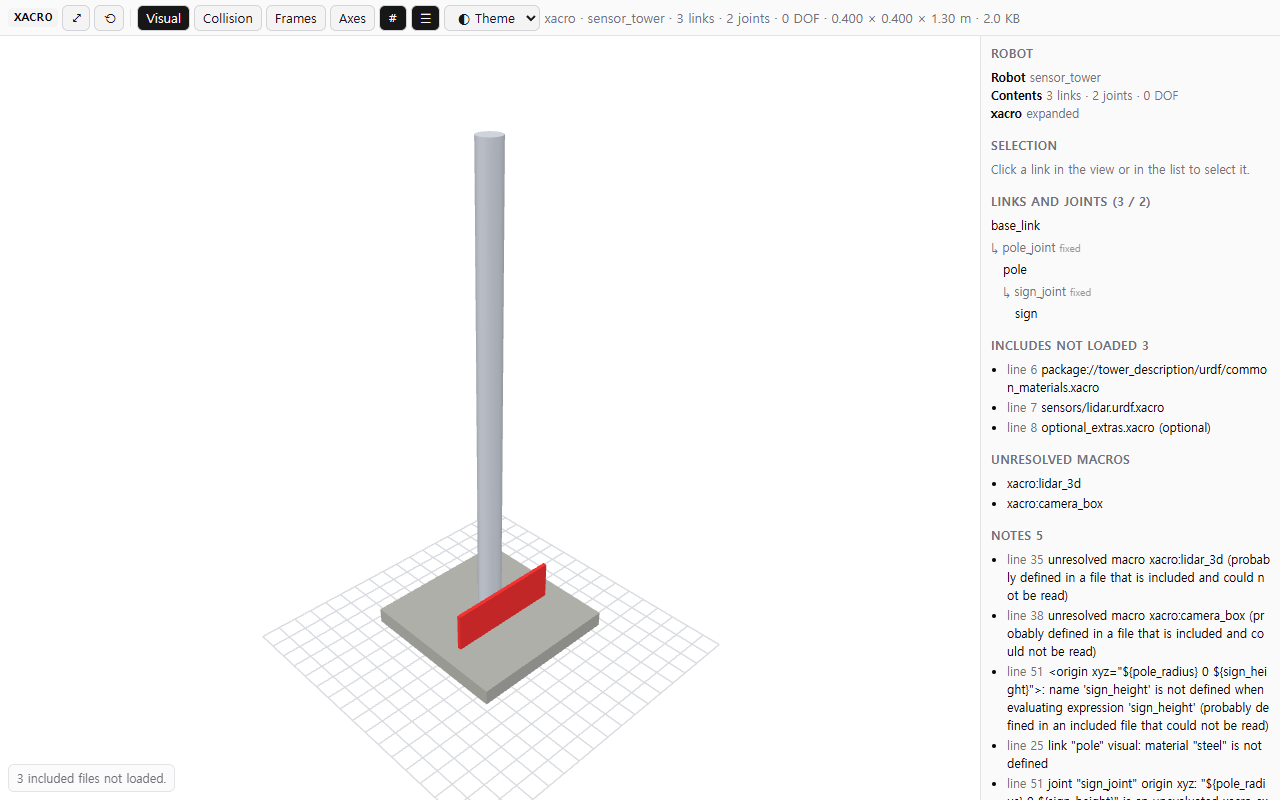 XACRO Visual Collision Frames Axes # Theme xacro · sensor_tower · 3 links · 2 joints · 0 DOF · 0.400 × 0.400 × 1.30 m · 2.0 KB
ROBOT
Robot sensor_tower
Contents 3 links · 2 joints · 0 DOF
xacro expanded
SELECTION
Click a link in the view or in the list to select it.
LINKS AND JOINTS (3 / 2)
base_link
↳ pole_joint fixed
pole
↳ sign_joint fixed
sign
INCLUDES NOT LOADED 3
• line 6 package://tower_description/urdf/commo
n_materials.xacro
• line 7 sensors/lidar.urdf.xacro
• line 8 optional_extras.xacro (optional)
UNRESOLVED MACROS
• xacro:lidar_3d
• xacro:camera_box
NOTES 5
• line 35 unresolved macro xacro:lidar_3d (probab
ly defined in a file that is included and could n
ot be read)
• line 38 unresolved macro xacro:camera_box (pr
obably defined in a file that is included and co
uld not be read)
• line 51 <origin xyz="${pole_radius} 0 ${sign_hei
ght}">: name 'sign_height' is not defined when
evaluating expression 'sign_height' (probably de
fined in an included file that could not be read)
• line 25 link "pole" visual: material "steel" is not
defined
• line 51 joint "sign_joint" origin xyz: "${pole_radi
3 included files not loaded.